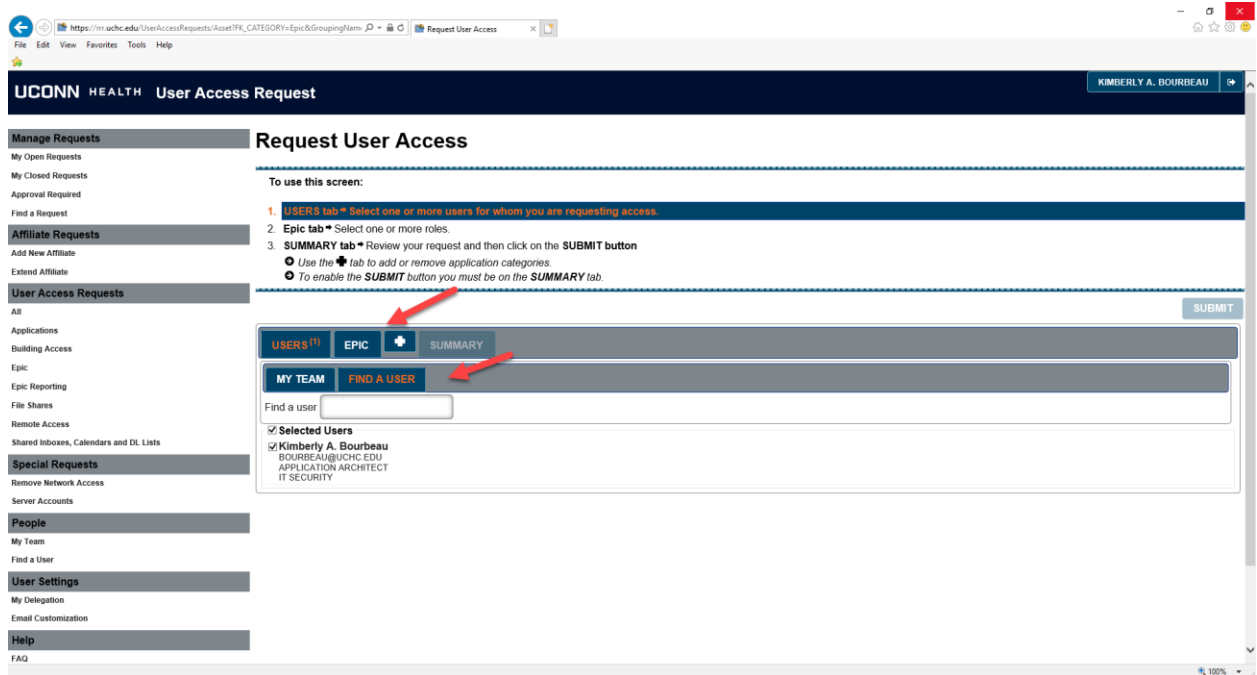 https://rrr.uchc.edu/UserAccessRequests/Asset?FK_CATEGORY=Epic&GroupingNam
Request User Access
File Edit View Favorites Tools Help
UCONN HEALTH User Access Request
KIMBERLY A. BOURBEAU
Manage Requests
My Open Requests
My Closed Requests
Approval Required
Find a Request
Affiliate Requests
Add New Affiliate
Extend Affiliate
User Access Requests
All
Applications
Building Access
Epic
Epic Reporting
File Shares
Remote Access
Shared Inboxes, Calendars and DL Lists
Special Requests
Remove Network Access
Server Accounts
People
My Team
Find a User
User Settings
My Delegation
Email Customization
Help
FAQ
Request User Access
To use this screen:
1. USERS tab → Select one or more users for whom you are requesting access.
2. Epic tab → Select one or more roles.
3. SUMMARY tab → Review your request and then click on the SUBMIT button
Use the ✚ tab to add or remove application categories.
To enable the SUBMIT button you must be on the SUMMARY tab.
SUBMIT
USERS (1) EPIC ✚ SUMMARY
MY TEAM FIND A USER
Find a user
Selected Users
Kimberly A. Bourbeau
BOURBEAU@UCHC.EDU
APPLICATION ARCHITECT
IT SECURITY
100%